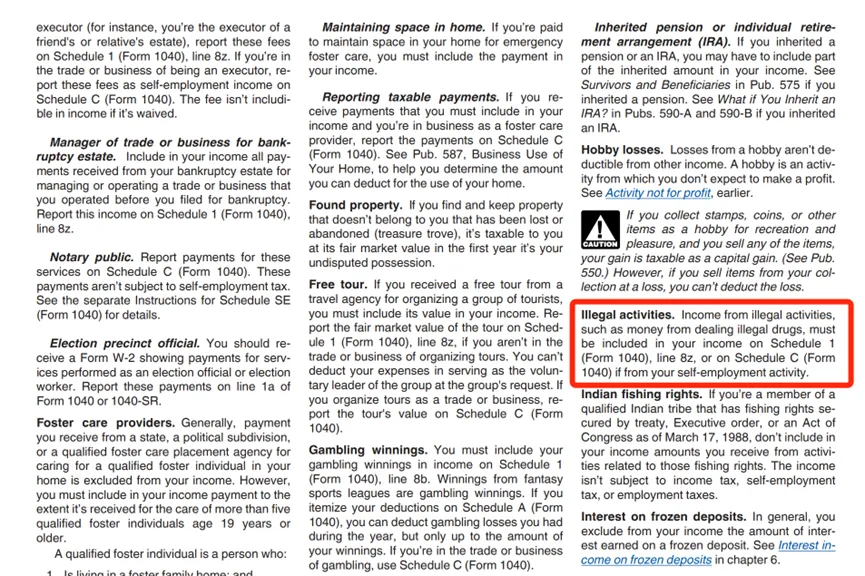 executor (for instance, you're the executor of a
friend's or relative's estate), report these fees
on Schedule 1 (Form 1040), line 8z. If you're in
the trade or business of being an executor, re-
port these fees as self-employment income on
Schedule C (Form 1040). The fee isn't includi-
ble in income if it's waived.
Manager of trade or business for bank-
ruptcy estate. Include in your income all pay-
ments received from your bankruptcy estate for
managing or operating a trade or business that
you operated before you filed for bankruptcy.
Report this income on Schedule 1 (Form 1040),
line 8z.
Notary public. Report payments for these
services on Schedule C (Form 1040). These
payments aren't subject to self-employment tax.
See the separate Instructions for Schedule SE
(Form 1040) for details.
Election precinct official. You should re-
ceive a Form W-2 showing payments for serv-
ices performed as an election official or election
worker. Report these payments on line 1a of
Form 1040 or 1040-SR.
Foster care providers. Generally, payment
you receive from a state, a political subdivision,
or a qualified foster care placement agency for
caring for a qualified foster individual in your
home is excluded from your income. However,
you must include in your income payment to the
extent it's received for the care of more than five
qualified foster individuals age 19 years or
older.
A qualified foster individual is a person who:
1. Is living in a foster family home; and
Maintaining space in home. If you're paid
to maintain space in your home for emergency
foster care, you must include the payment in
your income.
Reporting taxable payments. If you re-
ceive payments that you must include in your
income and you're in business as a foster care
provider, report the payments on Schedule C
(Form 1040). See Pub. 587, Business Use of
Your Home, to help you determine the amount
you can deduct for the use of your home.
Found property. If you find and keep property
that doesn't belong to you that has been lost or
abandoned (treasure trove), it's taxable to you
at its fair market value in the first year it's your
undisputed possession.
Free tour. If you received a free tour from a
travel agency for organizing a group of tourists,
you must include its value in your income. Re-
port the fair market value of the tour on Sched-
ule 1 (Form 1040), line 8z, if you aren't in the
trade or business of organizing tours. You can't
deduct your expenses in serving as the volun-
tary leader of the group at the group's request. If
you organize tours as a trade or business, re-
port the tour's value on Schedule C (Form
1040).
Gambling winnings. You must include your
gambling winnings in income on Schedule 1
(Form 1040), line 8b. Winnings from fantasy
sports leagues are gambling winnings. If you
itemize your deductions on Schedule A (Form
1040), you can deduct gambling losses you had
during the year, but only up to the amount of
your winnings. If you're in the trade or business
of gambling, use Schedule C (Form 1040).
Inherited pension or individual retire-
ment arrangement (IRA). If you inherited a
pension or an IRA, you may have to include part
of the inherited amount in your income. See
Survivors and Beneficiaries in Pub. 575 if you
inherited a pension. See What if You Inherit an
IRA? in Pubs. 590-A and 590-B if you inherited
an IRA.
Hobby losses. Losses from a hobby aren't de-
ductible from other income. A hobby is an activ-
ity from which you don't expect to make a profit.
See Activity not for profit, earlier.
CAUTION
If you collect stamps, coins, or other
items as a hobby for recreation and
pleasure, and you sell any of the items,
your gain is taxable as a capital gain. (See Pub.
550.) However, if you sell items from your col-
lection at a loss, you can't deduct the loss.
Illegal activities. Income from illegal activities,
such as money from dealing illegal drugs, must
be included in your income on Schedule 1
(Form 1040), line 8z, or on Schedule C (Form
1040) if from your self-employment activity.
Indian fishing rights. If you're a member of a
qualified Indian tribe that has fishing rights se-
cured by treaty, Executive order, or an Act of
Congress as of March 17, 1988, don't include in
your income amounts you receive from activi-
ties related to those fishing rights. The income
isn't subject to income tax, self-employment
tax, or employment taxes.
Interest on frozen deposits. In general, you
exclude from your income the amount of inter-
est earned on a frozen deposit. See Interest in-
come on frozen deposits in chapter 6.